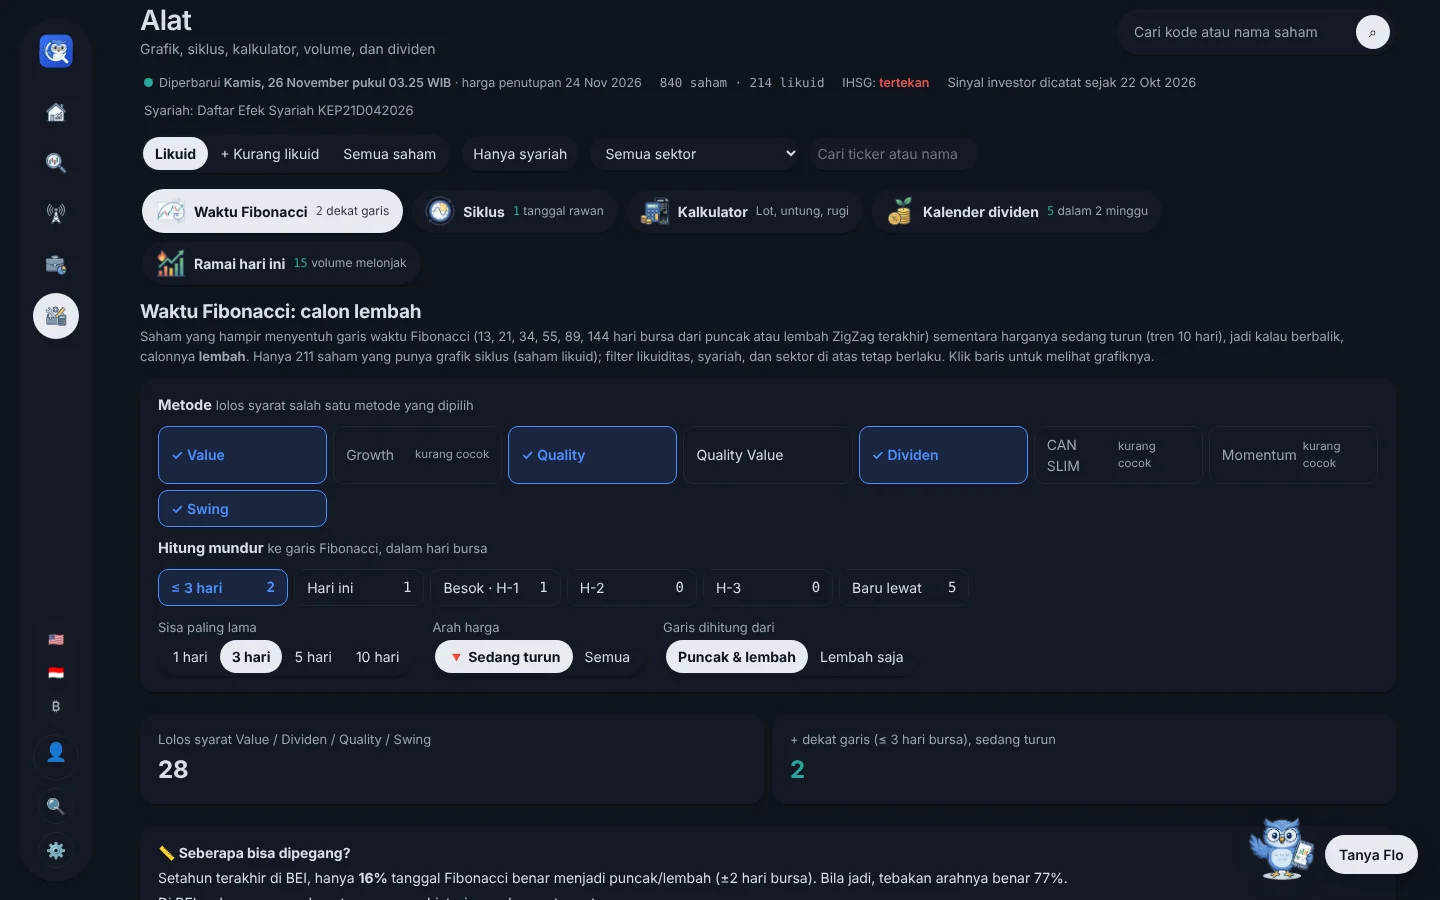 Alat
Grafik, siklus, kalkulator, volume, dan dividen
Cari kode atau nama saham
Diperbarui Kamis, 26 November pukul 03.25 WIB · harga penutupan 24 Nov 2026 840 saham · 214 likuid IHSG: tertekan Sinyal investor dicatat sejak 22 Okt 2026
Syariah: Daftar Efek Syariah KEP21D042026
Likuid + Kurang likuid Semua saham Hanya syariah Semua sektor Cari ticker atau nama
Waktu Fibonacci 2 dekat garis Siklus 1 tanggal rawan Kalkulator Lot, untung, rugi Kalender dividen 5 dalam 2 minggu
Ramai hari ini 15 volume melonjak
Waktu Fibonacci: calon lembah
Saham yang hampir menyentuh garis waktu Fibonacci (13, 21, 34, 55, 89, 144 hari bursa dari puncak atau lembah ZigZag terakhir) sementara harganya sedang turun (tren 10 hari), jadi kalau berbalik,
calonnya lembah. Hanya 211 saham yang punya grafik siklus (saham likuid); filter likuiditas, syariah, dan sektor di atas tetap berlaku. Klik baris untuk melihat grafiknya.
Metode lolos syarat salah satu metode yang dipilih
✓ Value Growth kurang cocok ✓ Quality Quality Value ✓ Dividen CAN SLIM kurang cocok Momentum kurang cocok
✓ Swing
Hitung mundur ke garis Fibonacci, dalam hari bursa
≤ 3 hari 2 Hari ini 1 Besok · H-1 1 H-2 0 H-3 0 Baru lewat 5
Sisa paling lama Arah harga Garis dihitung dari
1 hari 3 hari 5 hari 10 hari ▼ Sedang turun Semua Puncak & lembah Lembah saja
Lolos syarat Value / Dividen / Quality / Swing
28
+ dekat garis (≤ 3 hari bursa), sedang turun
2
Seberapa bisa dipegang?
Setahun terakhir di BEI, hanya 16% tanggal Fibonacci benar menjadi puncak/lembah (±2 hari bursa). Bila jadi, tebakan arahnya benar 77%.
Tanya Flo